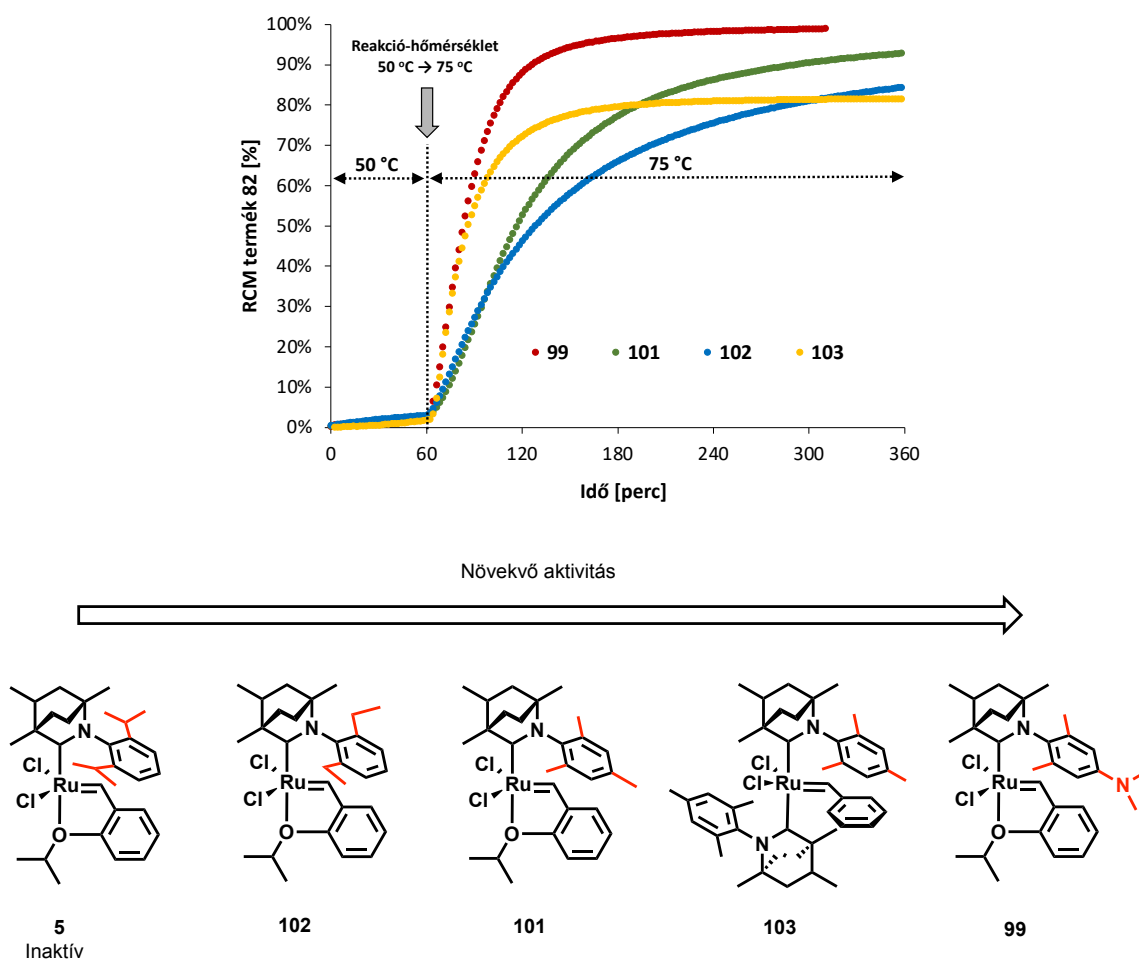 100%
90%
80%
70%
60%
50%
40%
30%
20%
10%
0%
RCM termék 82 [%]
Reakció-hőmérséklet
50 °C → 75 °C
50 °C
75 °C
99
101
102
103
0
60
120
180
240
300
360
Idő [perc]
Növekvő aktivitás
N
Cl
Cl
Ru
O
N
Cl
Cl
Ru
O
N
Cl
Cl
Ru
O
N
Cl
Cl
Ru
N
N
Cl
Cl
Ru
N
O
5
Inaktív
102
101
103
99